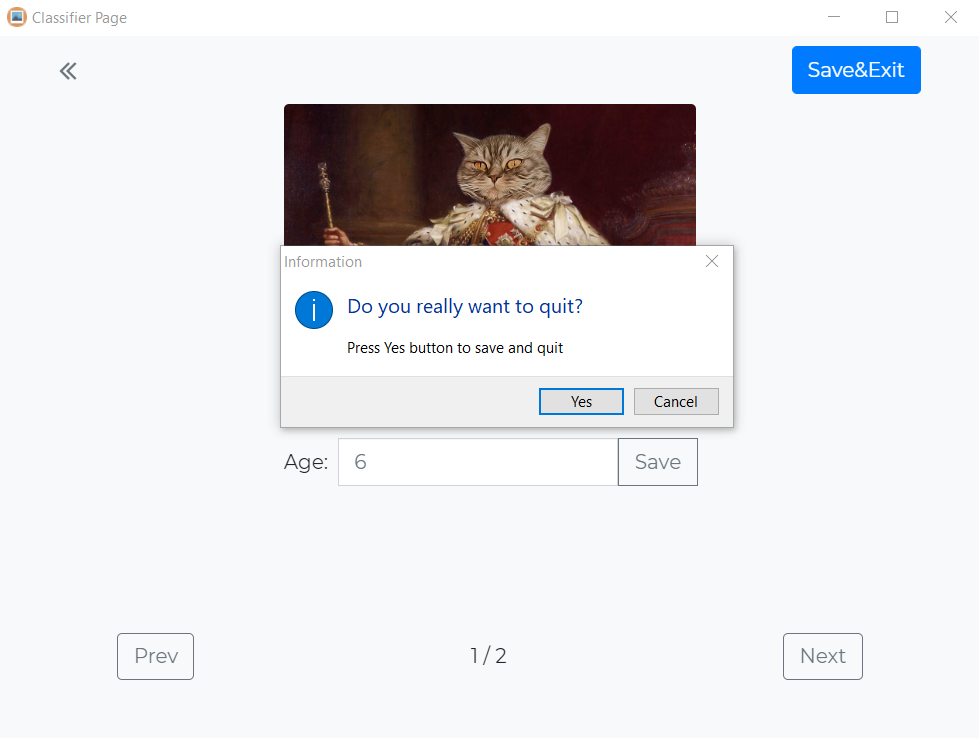 Classifier Page
Save&Exit
Information
Do you really want to quit?
Press Yes button to save and quit
Yes
Cancel
Age:
6
Save
Prev
1 / 2
Next